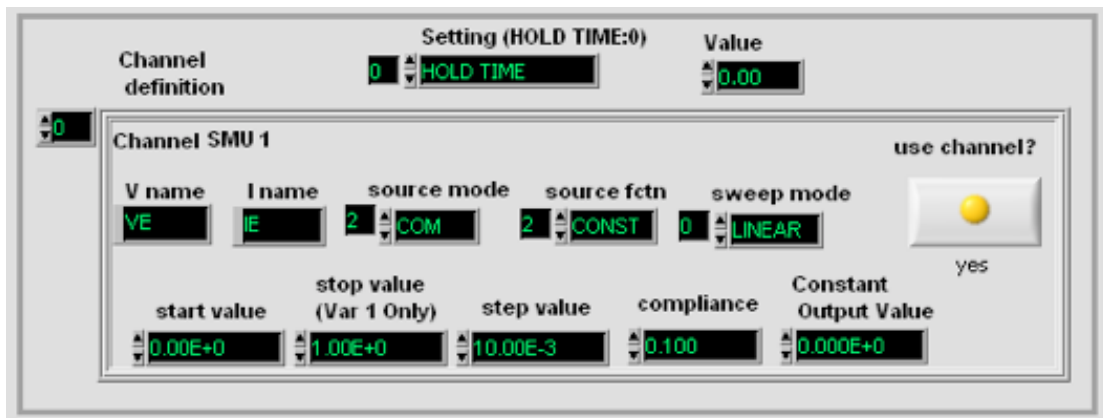 Setting (HOLD TIME:0) Value
Channel
definition
0 HOLD TIME 0.00
0
Channel SMU 1
use channel?
V name I name source mode source fctn sweep mode
VE IE 2 COM 2 CONST 0 LINEAR
yes
start value stop value
(Var 1 Only) step value compliance Constant
Output Value
0.00E+0 1.00E+0 10.00E-3 0.100 0.000E+0